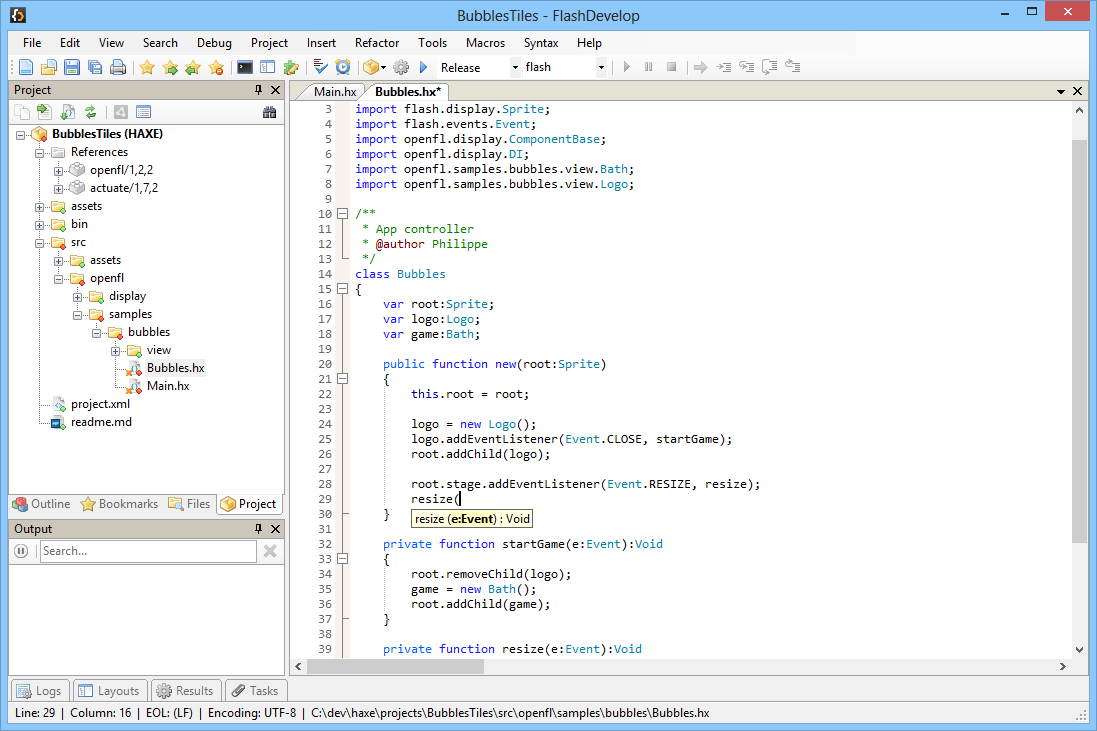 BubblesTiles - FlashDevelop
File Edit View Search Debug Project Insert Refactor Tools Macros Syntax Help
Release flash
Project
BubblesTiles (HAXE)
References
openfl/1,2,2
actuate/1,7,2
assets
bin
src
assets
openfl
display
samples
bubbles
view
Bubbles.hx
Main.hx
project.xml
readme.md
Outline Bookmarks Files Project
Output
Search...
Main.hx Bubbles.hx*
3 import flash.display.Sprite;
4 import flash.events.Event;
5 import openfl.display.ComponentBase;
6 import openfl.display.DI;
7 import openfl.samples.bubbles.view.Bath;
8 import openfl.samples.bubbles.view.Logo;
9
10 /**
11 * App controller
12 * @author Philippe
13 */
14 class Bubbles
15 {
16 var root:Sprite;
17 var logo:Logo;
18 var game:Bath;
19
20 public function new(root:Sprite)
21 {
22 this.root = root;
23
24 logo = new Logo();
25 logo.addEventListener(Event.CLOSE, startGame);
26 root.addChild(logo);
27
28 root.stage.addEventListener(Event.RESIZE, resize);
29 resize(
30 }
resize (e:Event) : Void
31
32 private function startGame(e:Event):Void
33 {
34 root.removeChild(logo);
35 game = new Bath();
36 root.addChild(game);
37 }
38
39 private function resize(e:Event):Void
Logs Layouts Results Tasks
Line: 29 | Column: 16 | EOL: (LF) | Encoding: UTF-8 | C:\dev\haxe\projects\BubblesTiles\src\openfl\samples\bubbles\Bubbles.hx